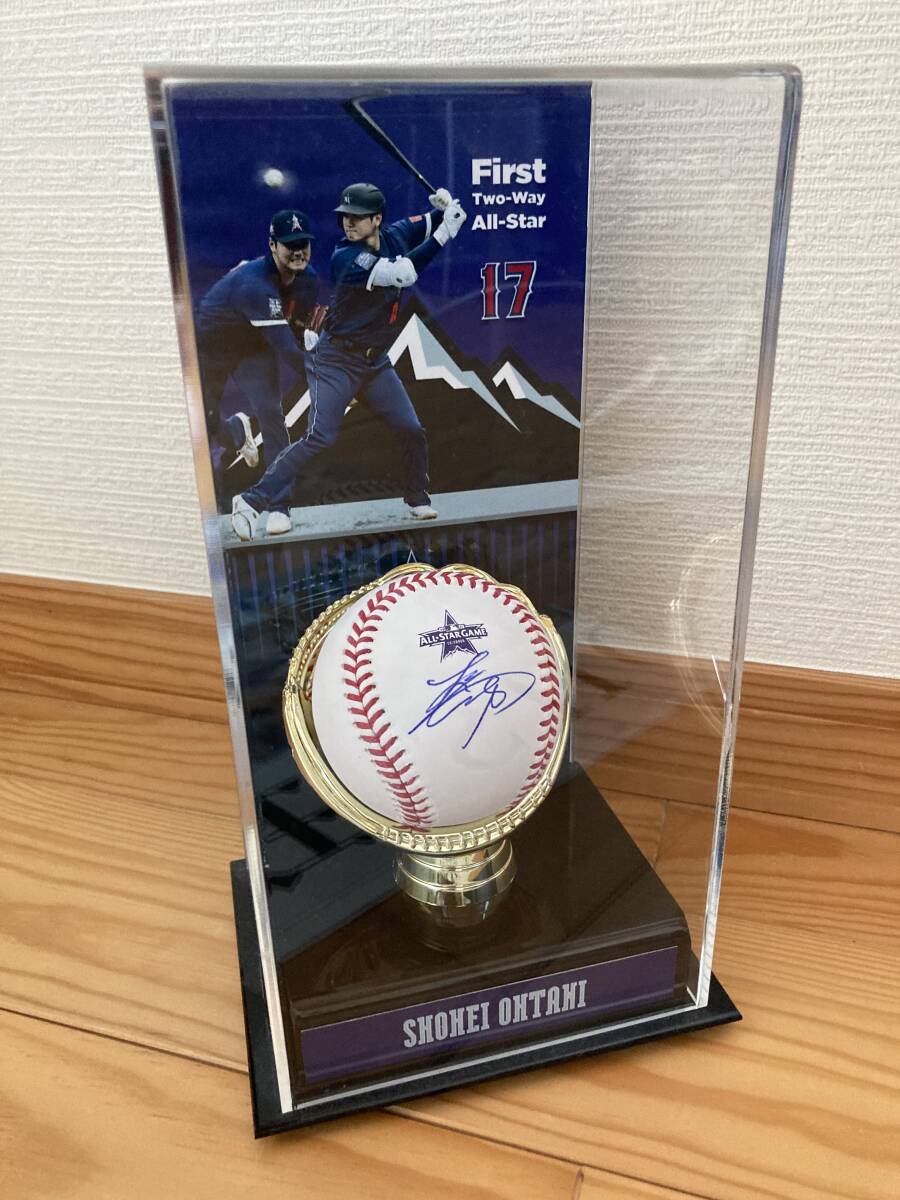 First
Two-Way
All-Star
17
ALL-STAR GAME
SHOHEI OHTANI